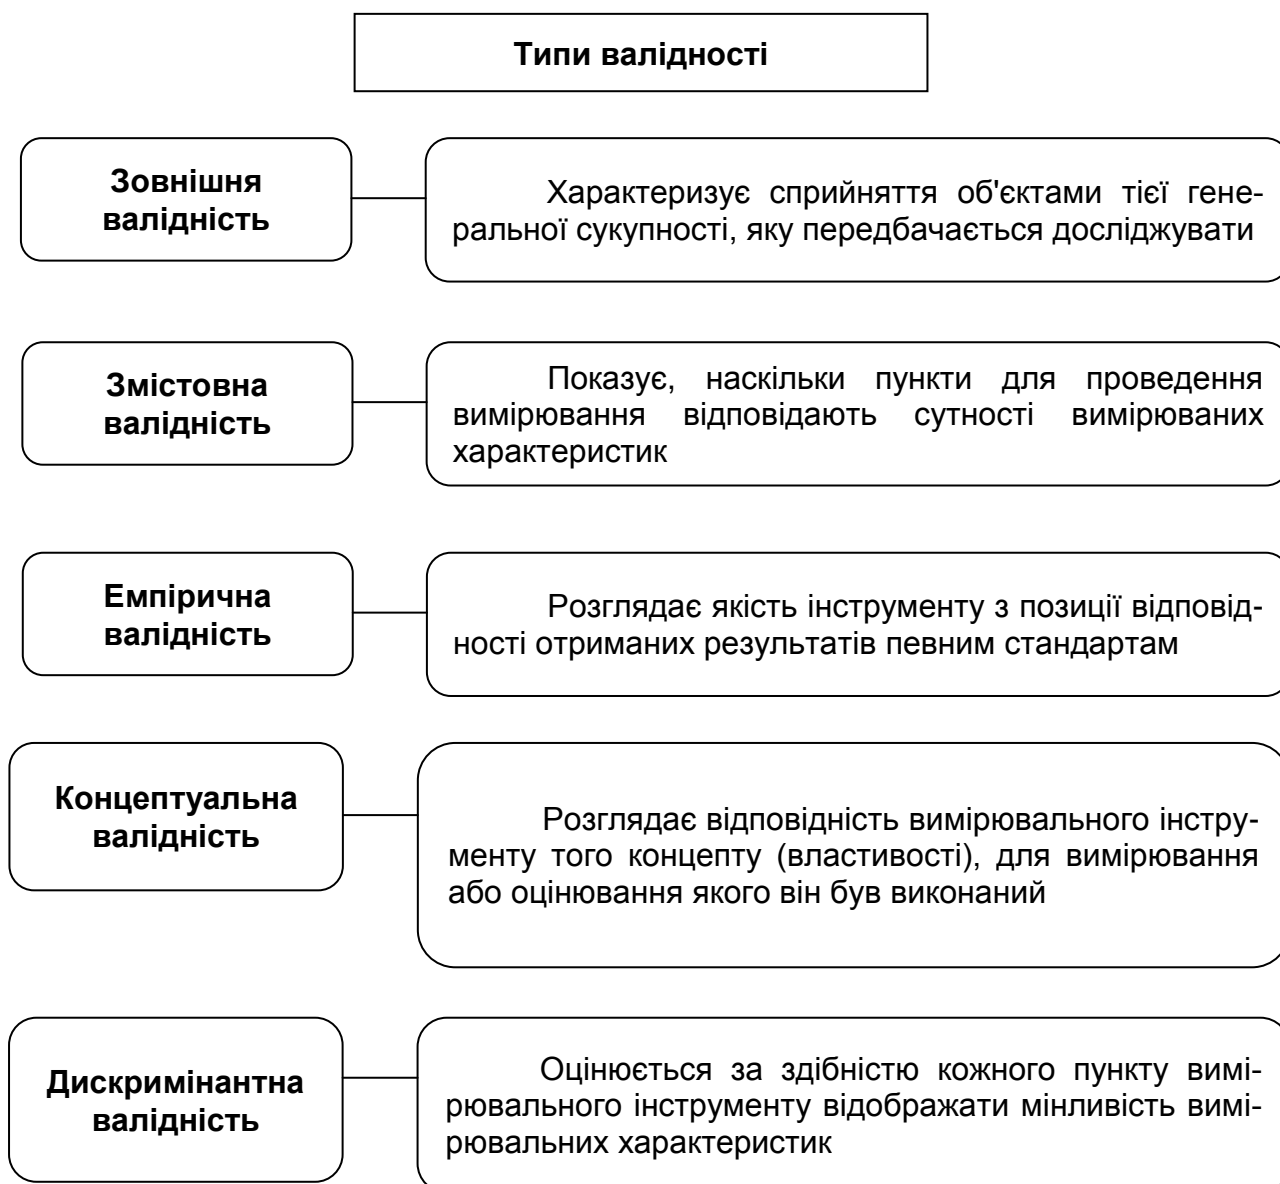 Типи валідності
Зовнішня
валідність
Характеризує сприйняття об'єктами тієї гене-
ральної сукупності, яку передбачається досліджувати
Змістовна
валідність
Показує, наскільки пункти для проведення
вимірювання відповідають сутності вимірюваних
характеристик
Емпірична
валідність
Розглядає якість інструменту з позиції відповід-
ності отриманих результатів певним стандартам
Концептуальна
валідність
Розглядає відповідність вимірювального інстру-
менту того концепту (властивості), для вимірювання
або оцінювання якого він був виконаний
Дискримінантна
валідність
Оцінюється за здібністю кожного пункту вимі-
рювального інструменту відображати мінливість вимі-
рювальних характеристик